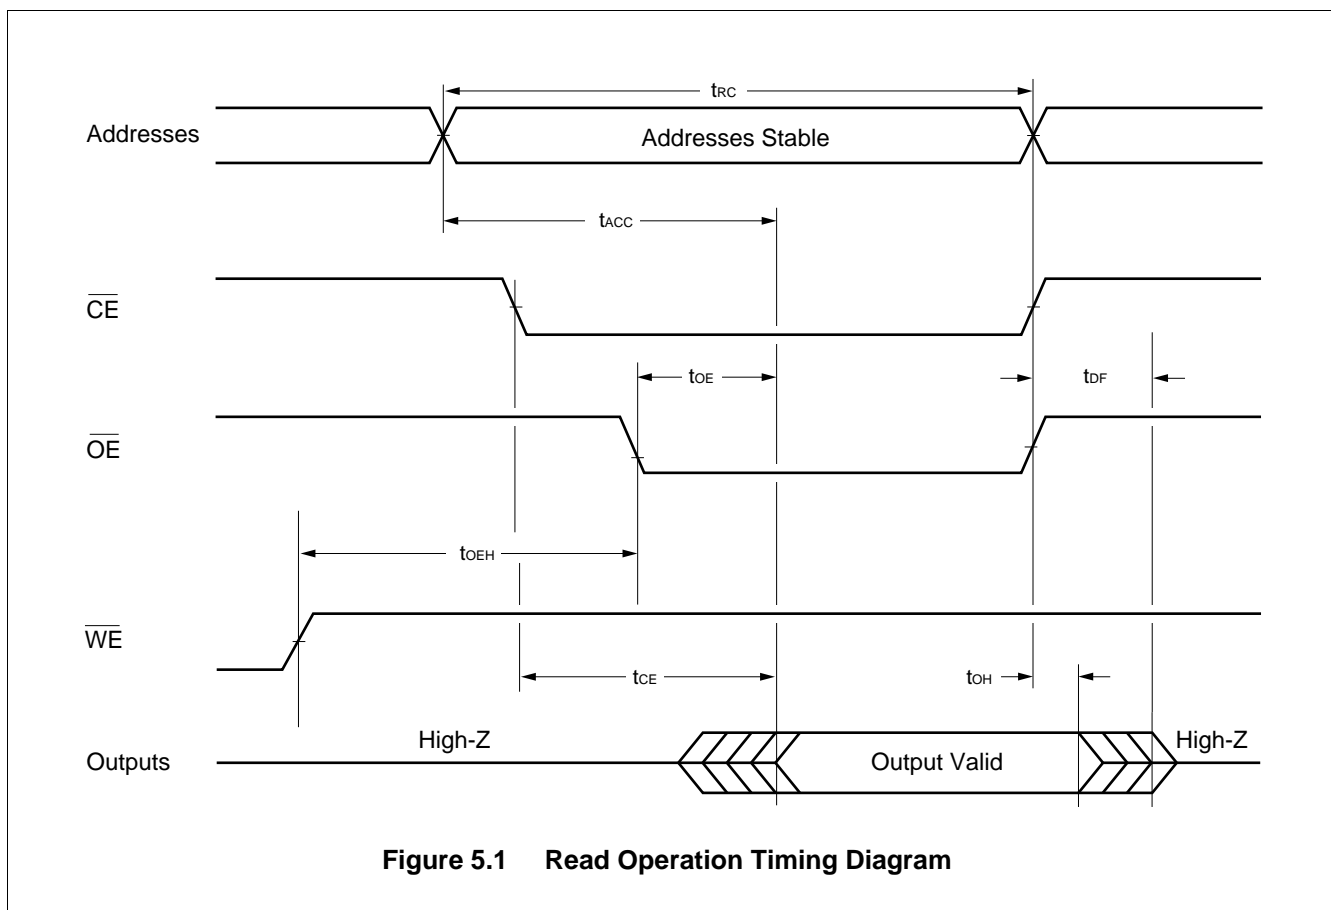 tRC
Addresses
Addresses Stable
tACC
CE
tOE
tDF
OE
tOEH
WE
tCE
tOH
High-Z
High-Z
Outputs
Output Valid
Figure 5.1 Read Operation Timing Diagram